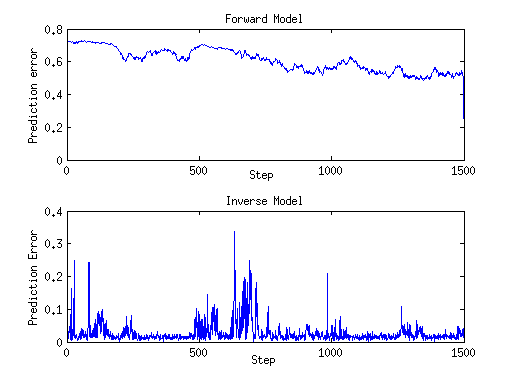 Forward Model
0.8
0.6
0.4
0.2
0
Prediction error
0 500 1000 1500
Step
Inverse Model
0.4
0.3
0.2
0.1
0
Prediction Error
0 500 1000 1500
Step